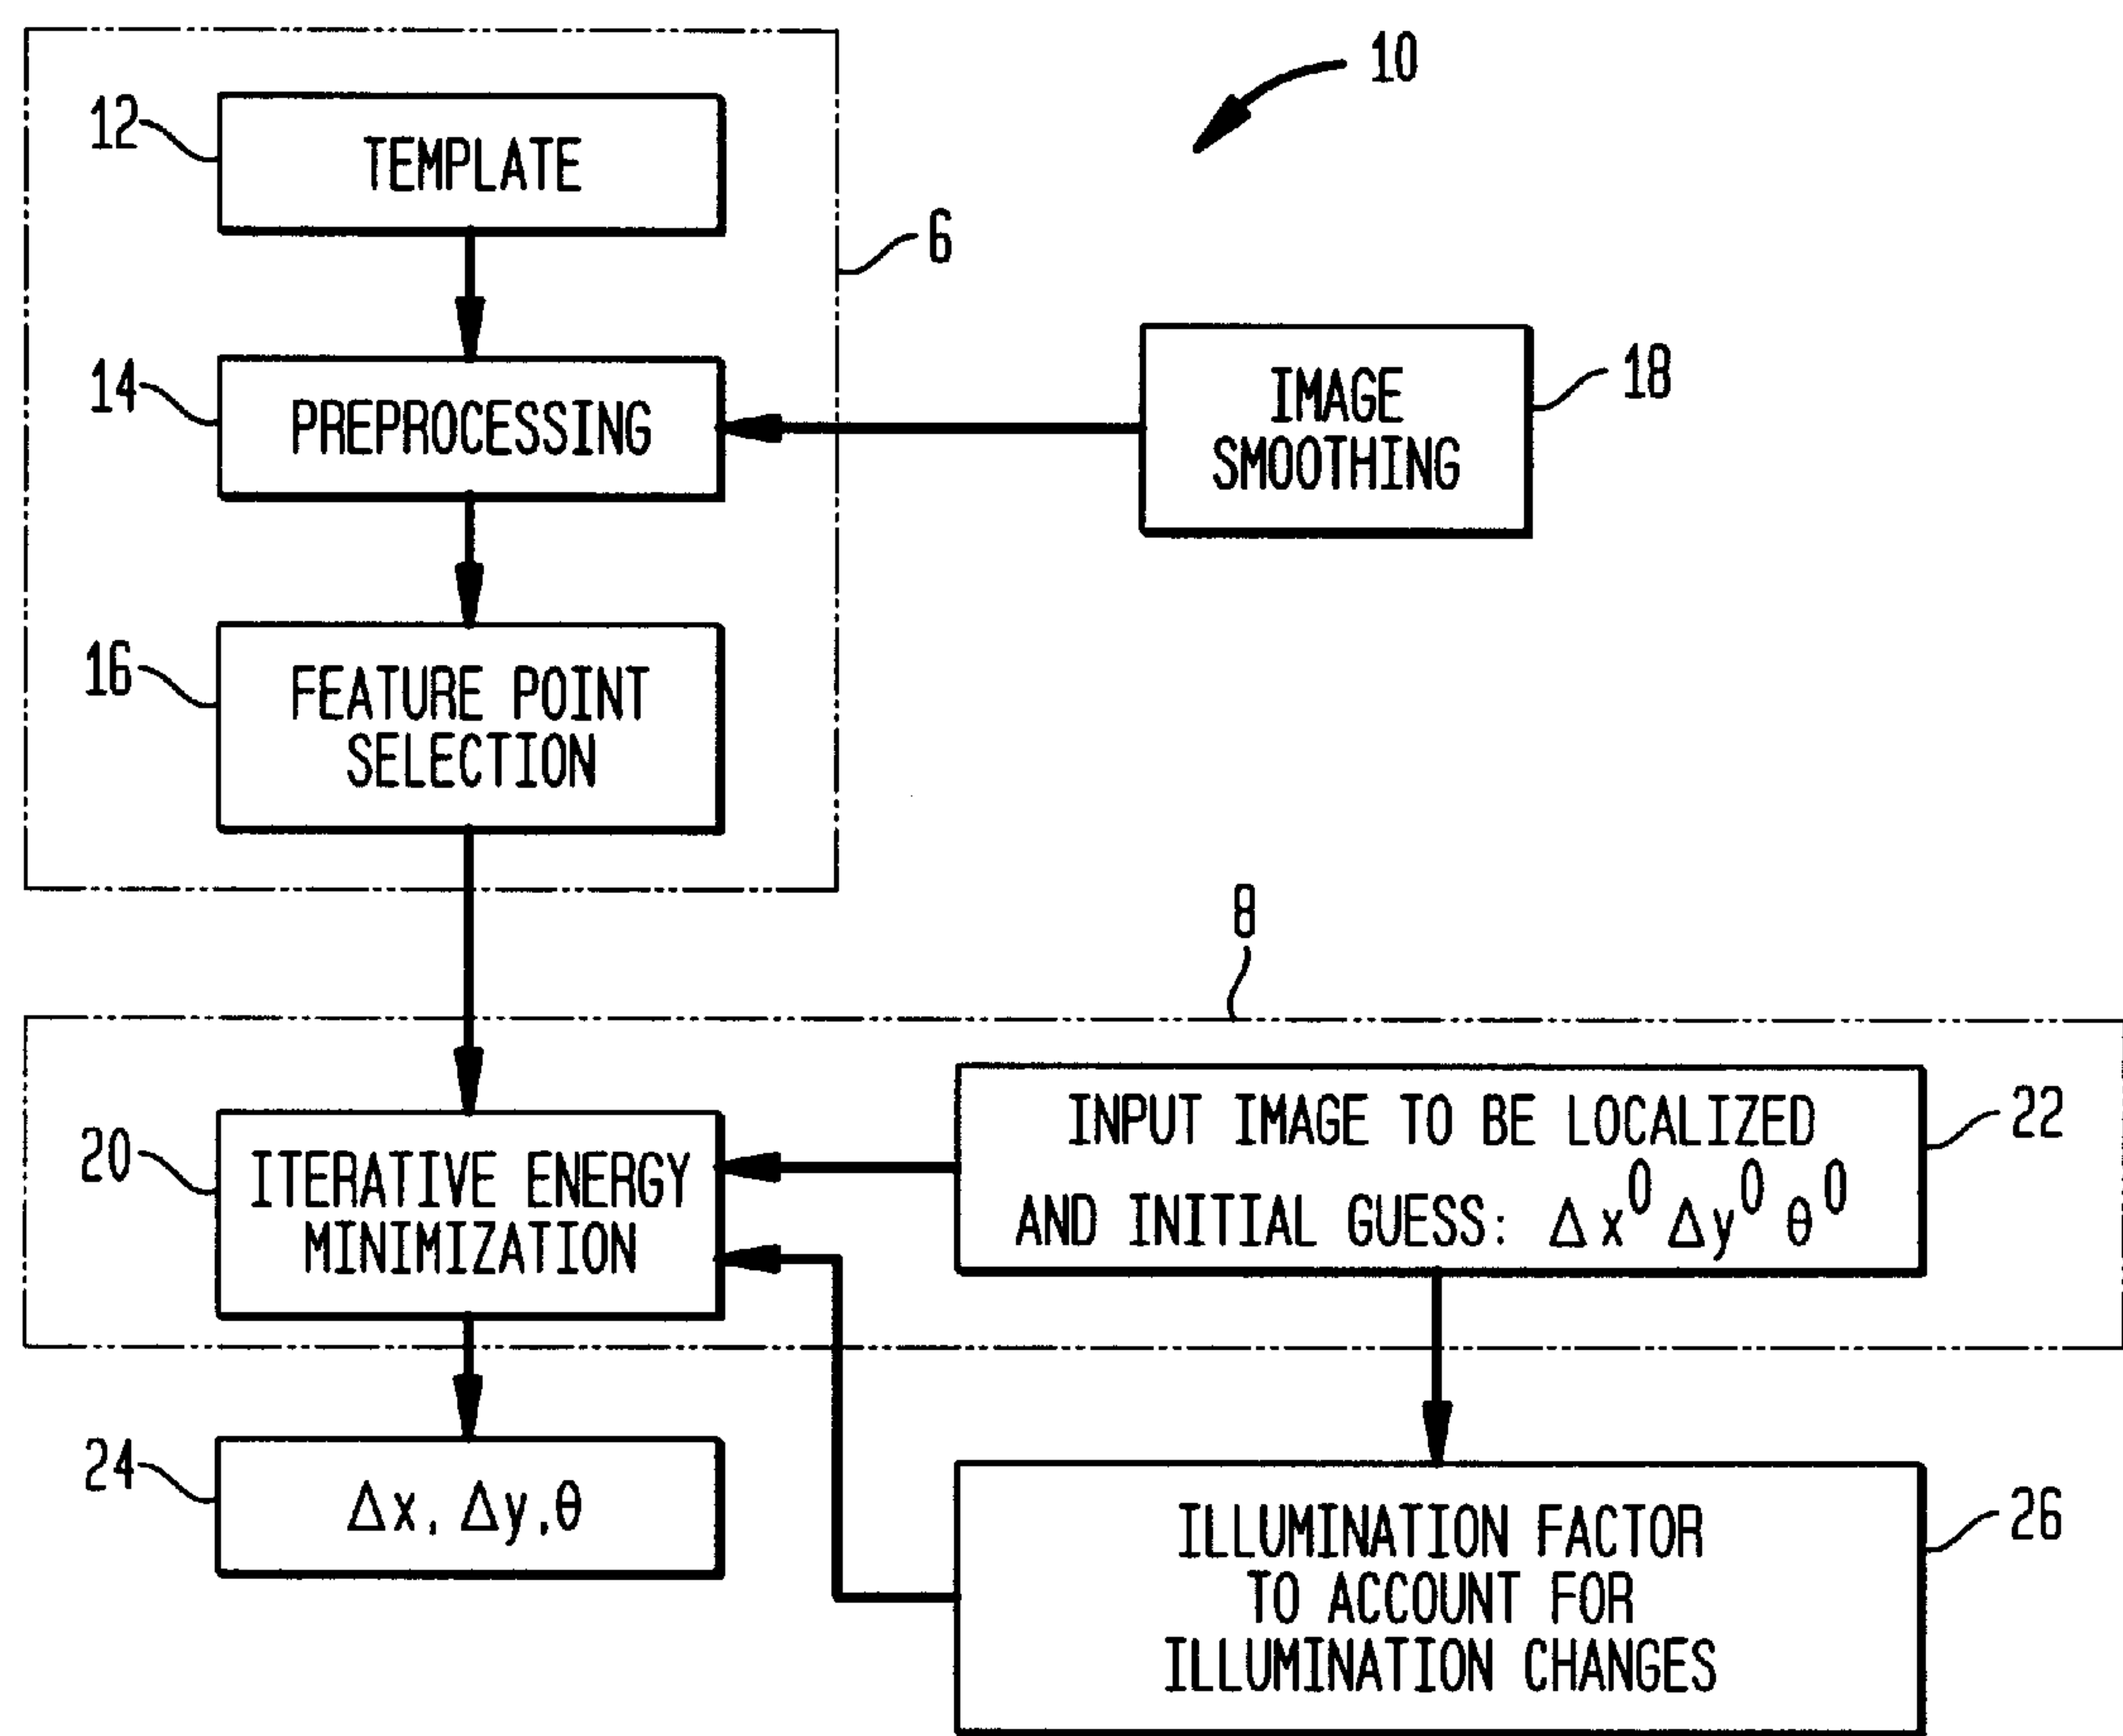 10
12
TEMPLATE
6
14
PREPROCESSING
IMAGE
SMOOTHING
18
16
FEATURE POINT
SELECTION
8
20
ITERATIVE ENERGY
MINIMIZATION
INPUT IMAGE TO BE LOCALIZED
AND INITIAL GUESS: Δx⁰ Δy⁰ θ⁰
22
24
Δx, Δy,θ
ILLUMINATION FACTOR
TO ACCOUNT FOR
ILLUMINATION CHANGES
26